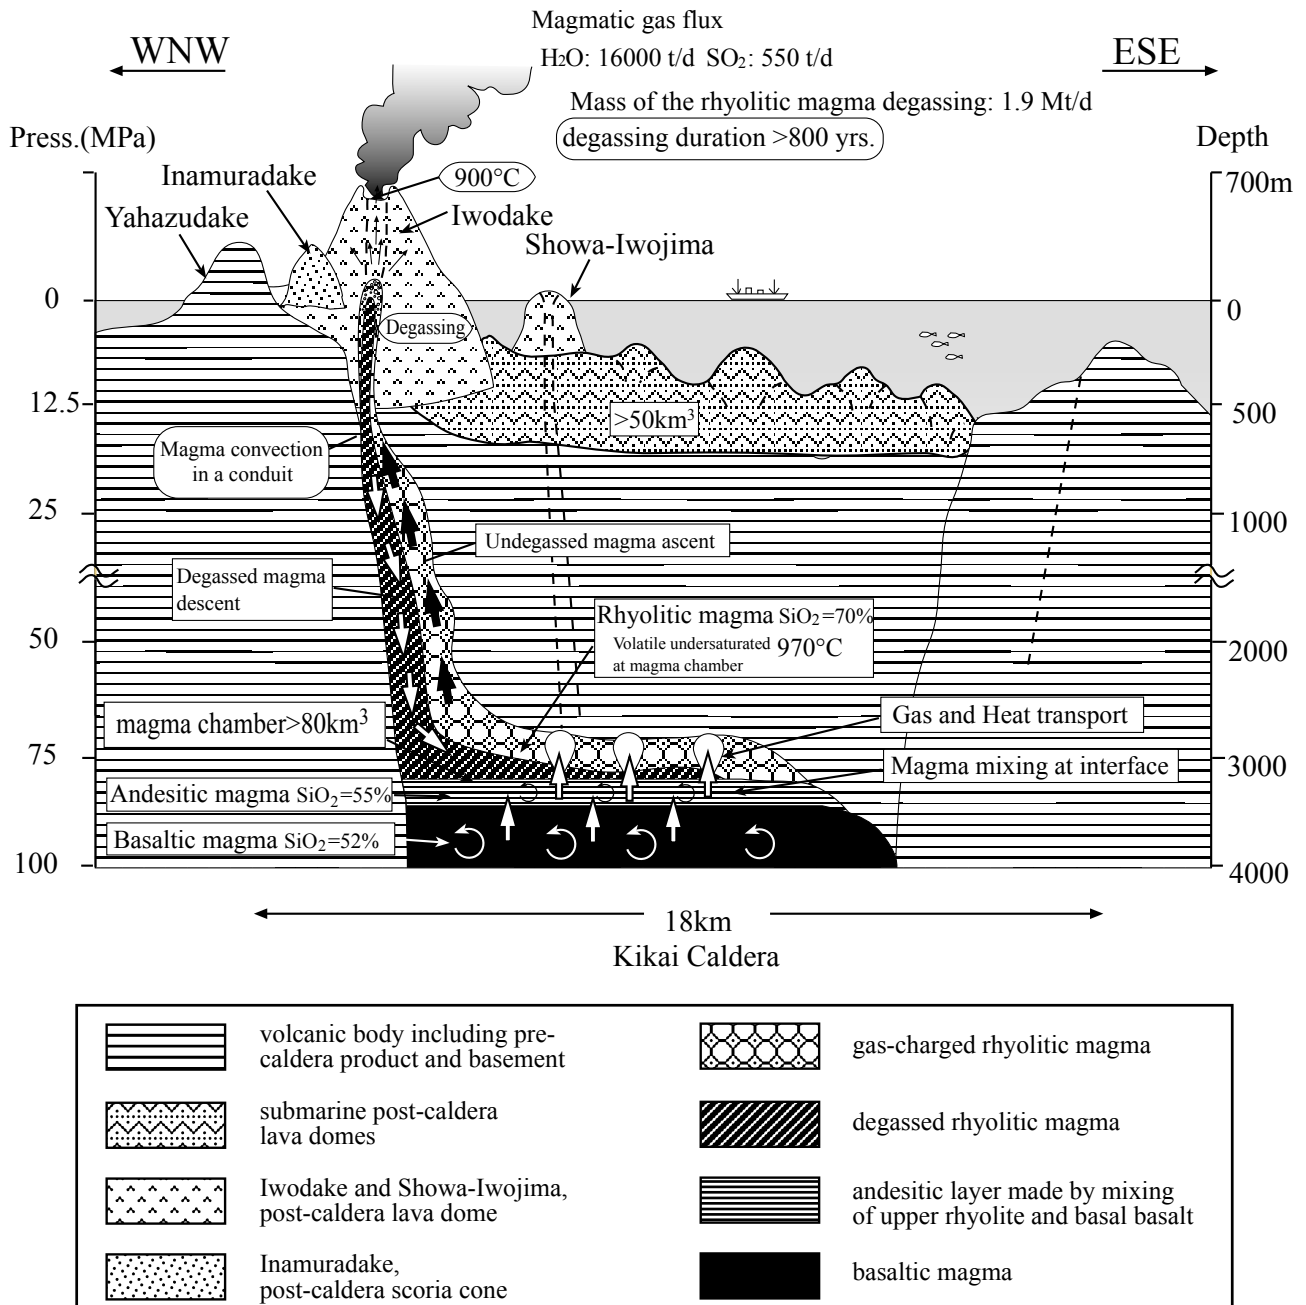 Magmatic gas flux
WNW
H2O: 16000 t/d SO2: 550 t/d
ESE
Mass of the rhyolitic magma degassing: 1.9 Mt/d
degassing duration >800 yrs.
Press.(MPa)
Depth
Inamuradake
900°C
700m
Yahazudake
Iwodake
Showa-Iwojima
0
0
Degassing
12.5
>50km3
500
Magma convection
in a conduit
25
1000
Undegassed magma ascent
Degassed magma
descent
Rhyolitic magma SiO2=70%
Volatile undersaturated 970°C
at magma chamber
50
2000
magma chamber>80km3
Gas and Heat transport
75
3000
Magma mixing at interface
Andesitic magma SiO2=55%
Basaltic magma SiO2=52%
100
4000
18km
Kikai Caldera
volcanic body including pre-
caldera product and basement
gas-charged rhyolitic magma
submarine post-caldera
lava domes
degassed rhyolitic magma
Iwodake and Showa-Iwojima,
post-caldera lava dome
andesitic layer made by mixing
of upper rhyolite and basal basalt
Inamuradake,
post-caldera scoria cone
basaltic magma